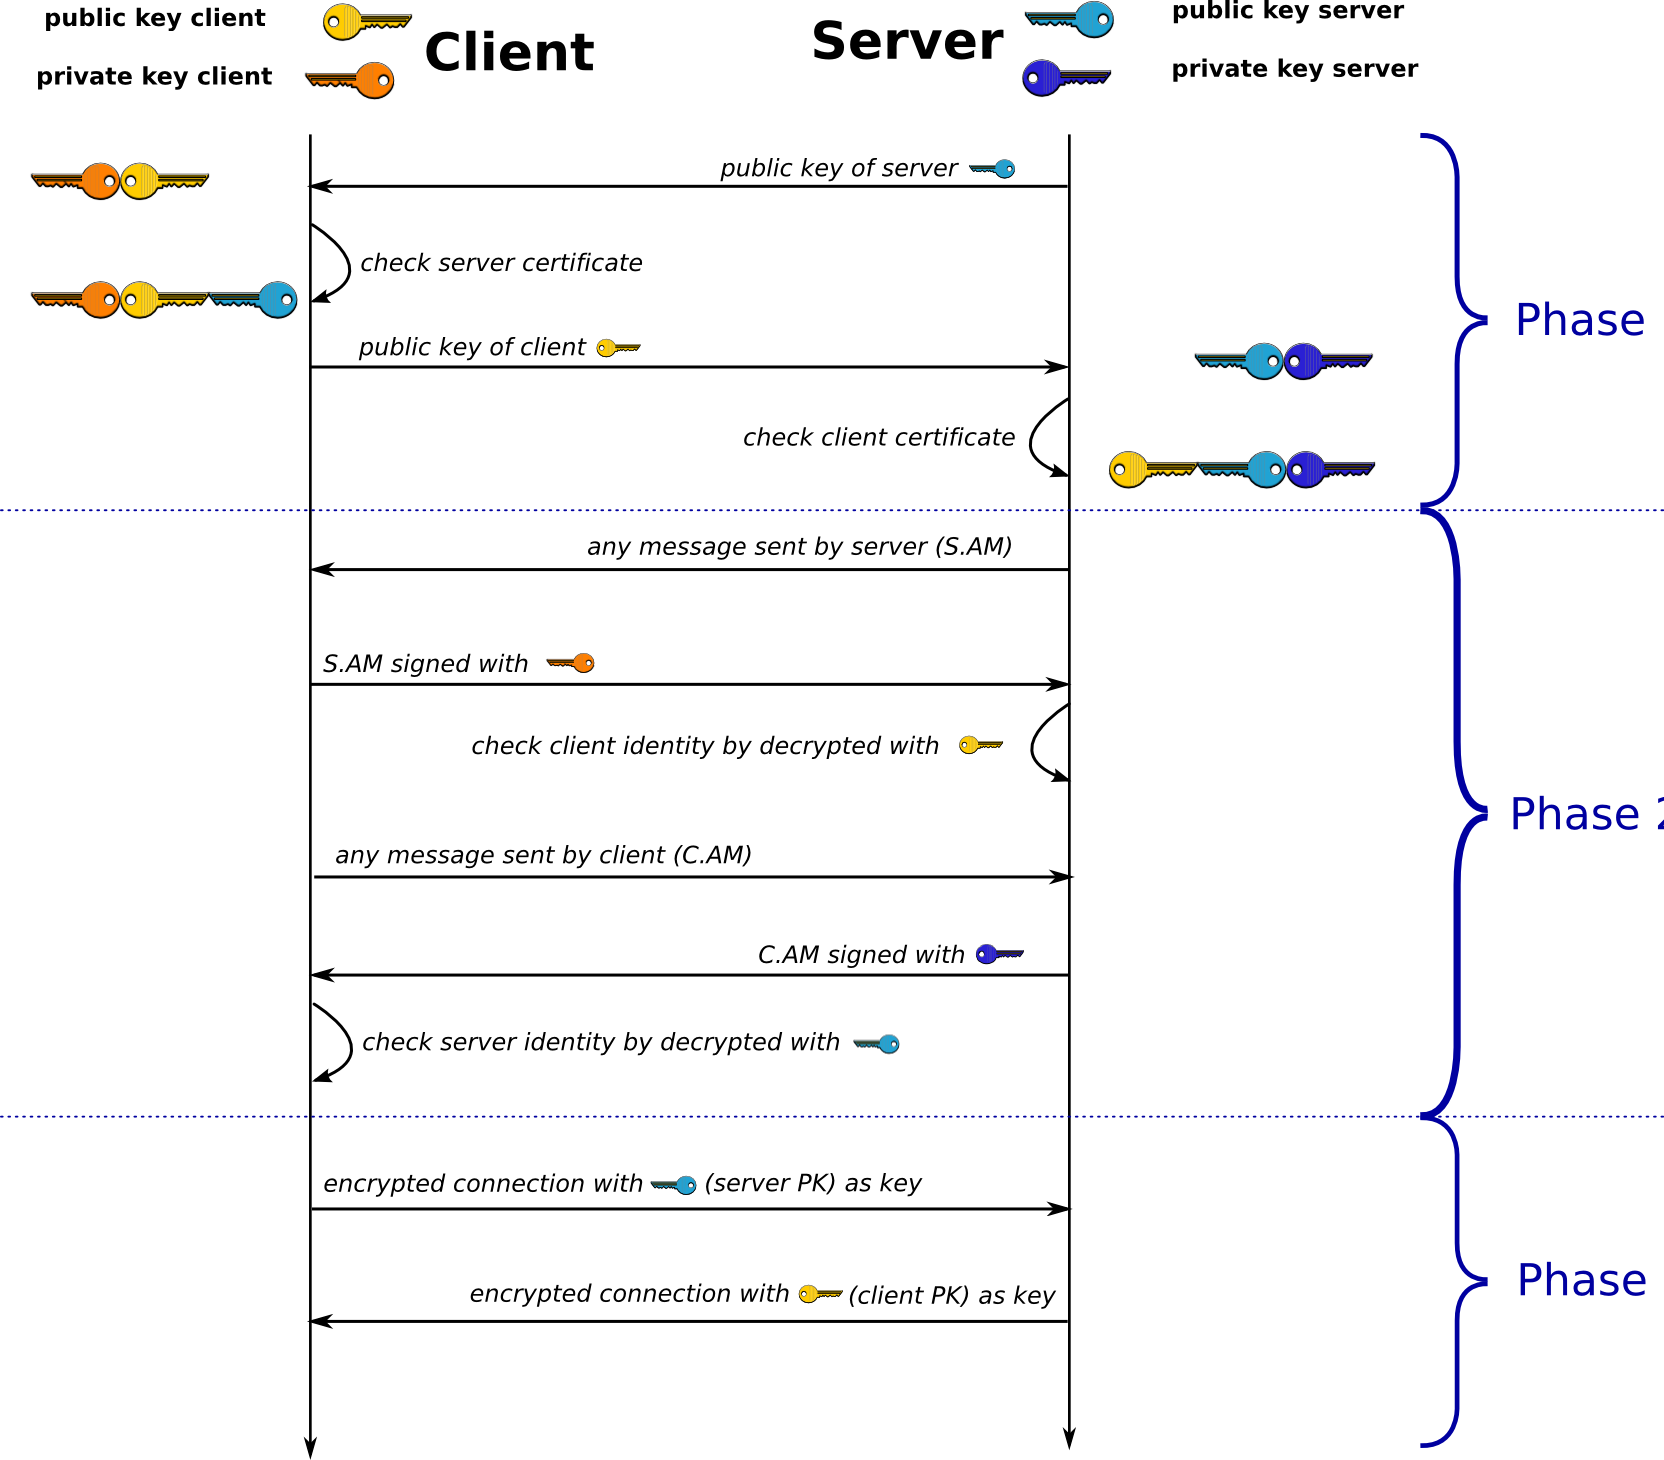 public key client
private key client
Client
Server
public key server
private key server
public key of server
check server certificate
public key of client
check client certificate
Phase
any message sent by server (S.AM)
S.AM signed with
check client identity by decrypted with
any message sent by client (C.AM)
C.AM signed with
check server identity by decrypted with
Phase 2
encrypted connection with (server PK) as key
encrypted connection with (client PK) as key
Phase